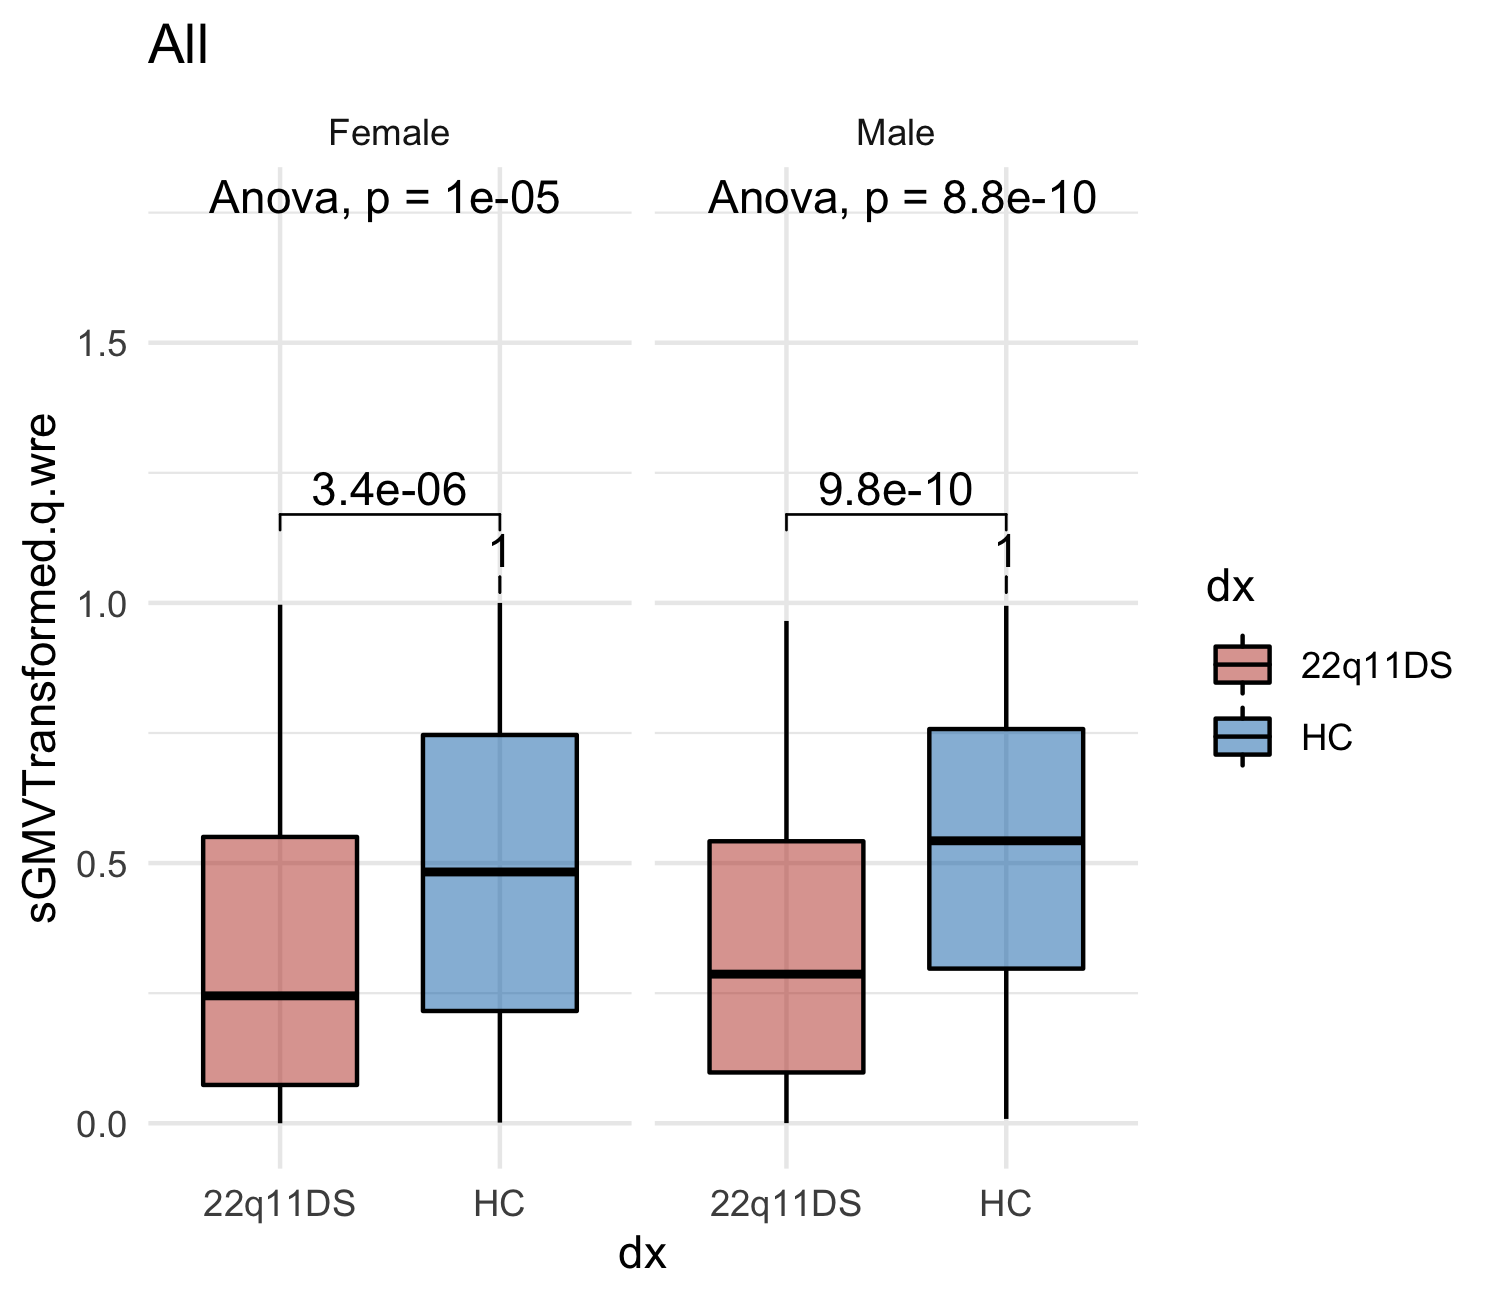 All
Female
Male
Anova, p = 1e-05
Anova, p = 8.8e-10
1.5
1.0
0.5
0.0
sGMVTransformed.q.wre
3.4e-06
1
9.8e-10
1
22q11DS
HC
22q11DS
HC
dx
dx
22q11DS
HC